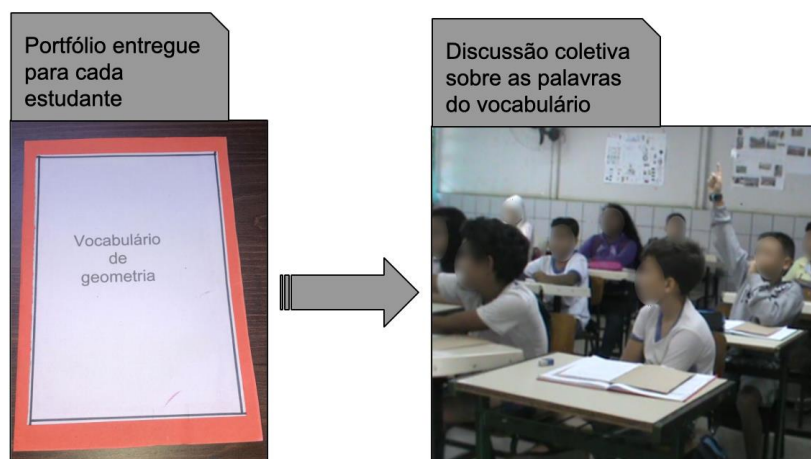 Portfólio entregue
para cada
estudante
Discussão coletiva
sobre as palavras
do vocabulário
Vocabulário
de
geometria